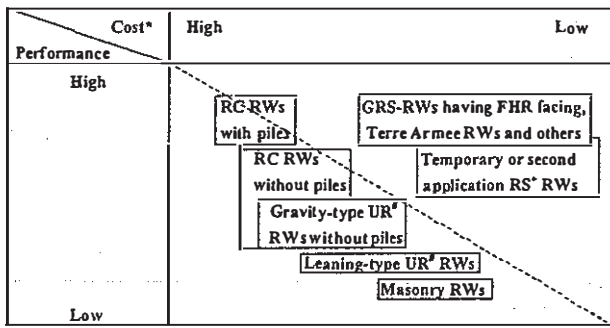 Cost* High Low
Performance
High
RC RWs
with piles
GRS-RWs having FHR facing,
Terre Armee RWs and others
RC RWs
without piles
Temporary or second
application RS+ RWs
Gravity-type UR#
RWs without piles
Leaning-type UR# RWs
Masonry RWs
Low